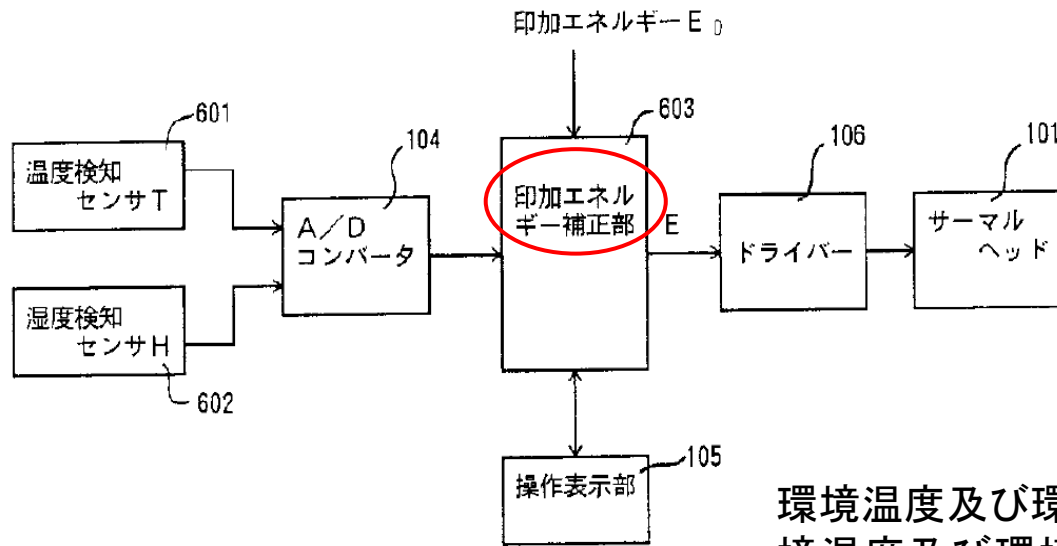 印加エネルギーE D
601
温度検知
センサT
104
A/D
コンバータ
603
印加エネル
ギー補正部
E
106
ドライバー
101
サーマル
ヘッド
湿度検知
センサH
602
105
操作表示部
環境温度及び環